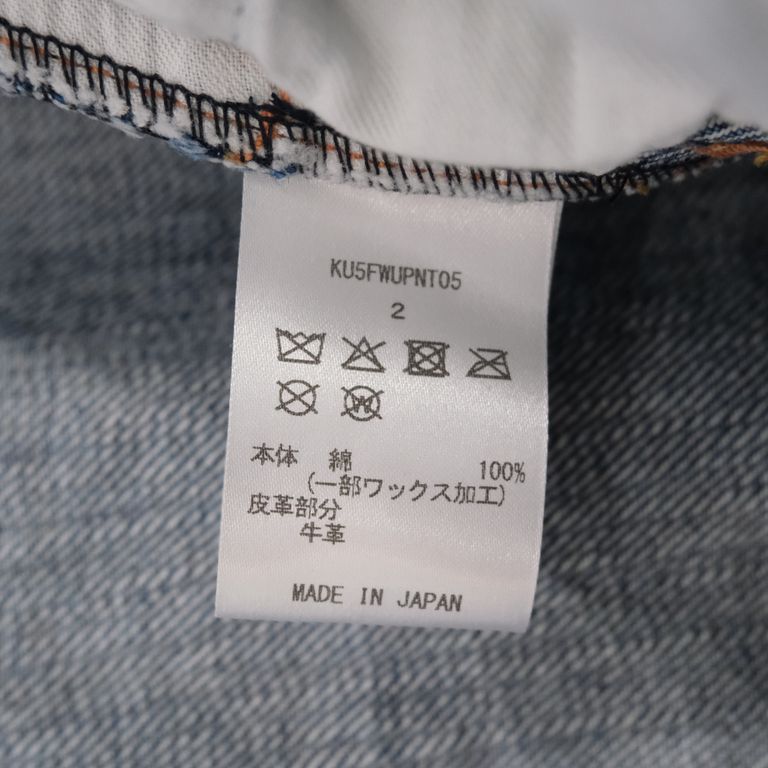 KU5FWUPNT05
2
W
本体 綿 100%
(一部ワックス加工)
皮革部分
牛革
MADE IN JAPAN